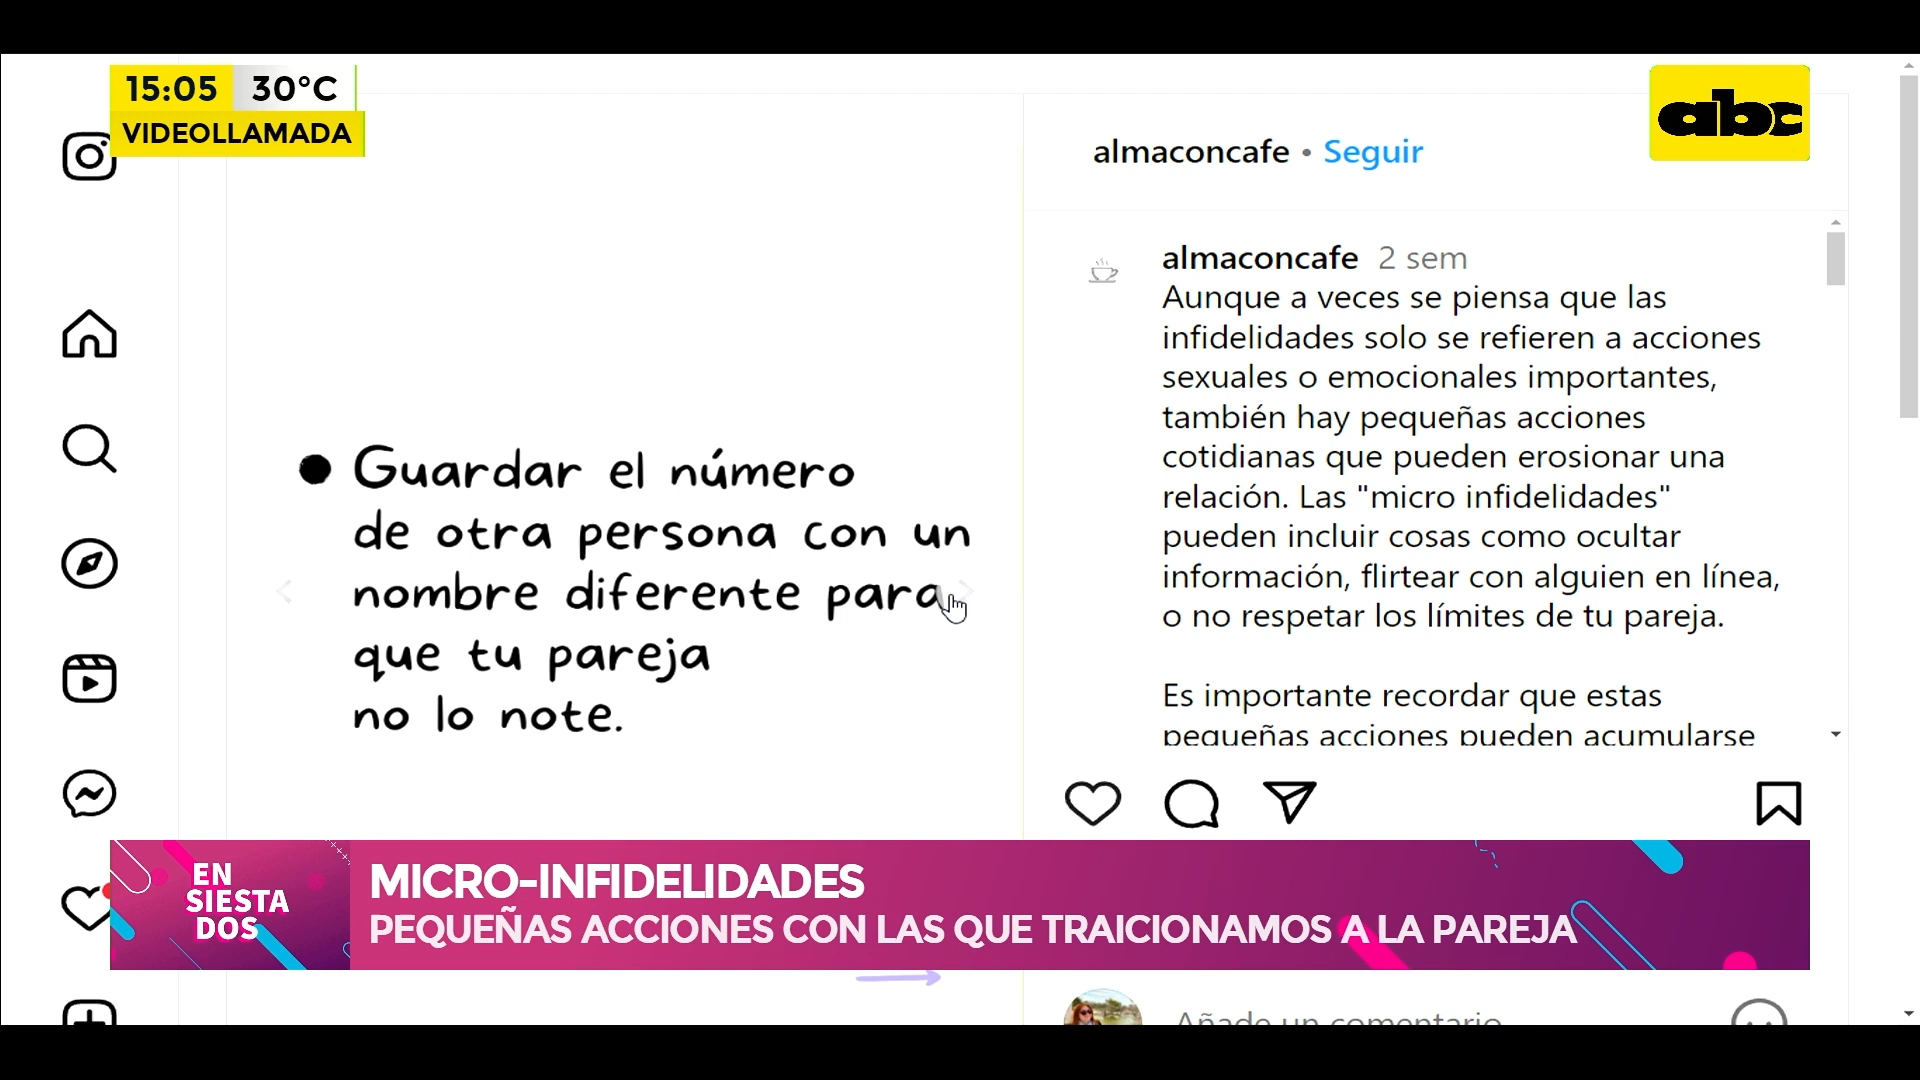 15:05 30°C
VIDEOLLAMADA
abc
almaconcafe • Seguir
almaconcafe 2 sem
Aunque a veces se piensa que las
infidelidades solo se refieren a acciones
sexuales o emocionales importantes,
también hay pequeñas acciones
cotidianas que pueden erosionar una
relación. Las "micro infidelidades"
pueden incluir cosas como ocultar
información, flirtear con alguien en línea,
o no respetar los límites de tu pareja.
Es importante recordar que estas
pequeñas acciones pueden acumularse
● Guardar el número
de otra persona con un
nombre diferente para
que tu pareja
no lo note.
EN
SIESTA
DOS
MICRO-INFIDELIDADES
PEQUEÑAS ACCIONES CON LAS QUE TRAICIONAMOS A LA PAREJA
Añade un comentario